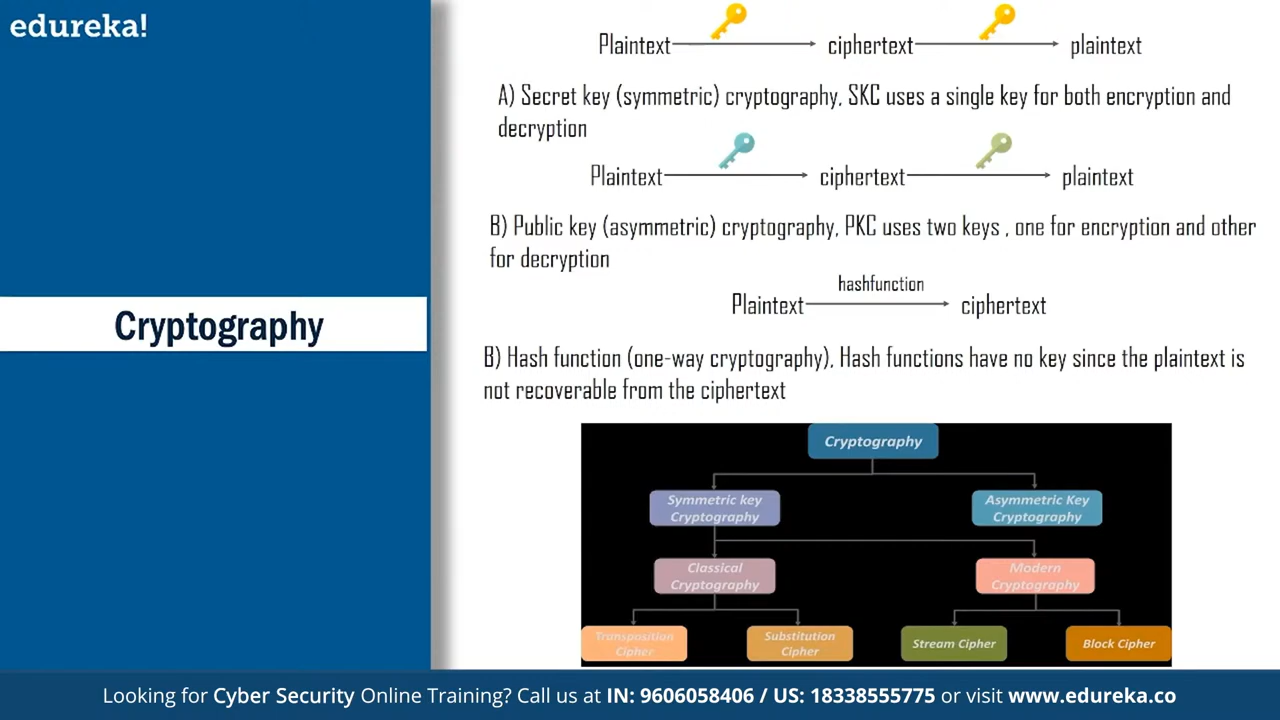 edureka!
Plaintext ciphertext plaintext
A) Secret key (symmetric) cryptography, SKC uses a single key for both encryption and
decryption
Plaintext ciphertext plaintext
B) Public key (asymmetric) cryptography, PKC uses two keys , one for encryption and other
for decryption
hashfunction
Plaintext ciphertext
Cryptography
B) Hash function (one-way cryptography), Hash functions have no key since the plaintext is
not recoverable from the ciphertext
Cryptography
Symmetric key
Cryptography
Asymmetric Key
Cryptography
Classical
Cryptography
Modern
Cryptography
Transposition
Cipher
Substitution
Cipher
Stream Cipher
Block Cipher
Looking for Cyber Security Online Training? Call us at IN: 9606058406 / US: 18338555775 or visit www.edureka.co